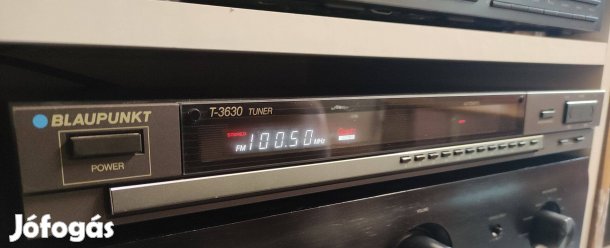 BLAUPUNKT
T-3630 TUNER
STEREO
FM 100.50 MHz
POWER
Jófogás